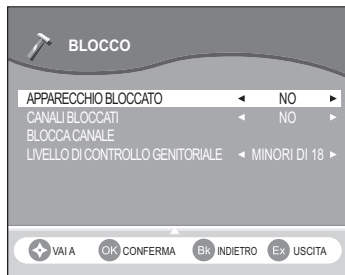 BLOCCO
APPARECCHIO BLOCCATO ◄ NO ►
CANALI BLOCCATI ◄ NO ►
BLOCCA CANALE
LIVELLO DI CONTROLLO GENITORIALE ◄ MINORI DI 18 ►
VAI A OK CONFERMA Bk INDIETRO Ex USCITA